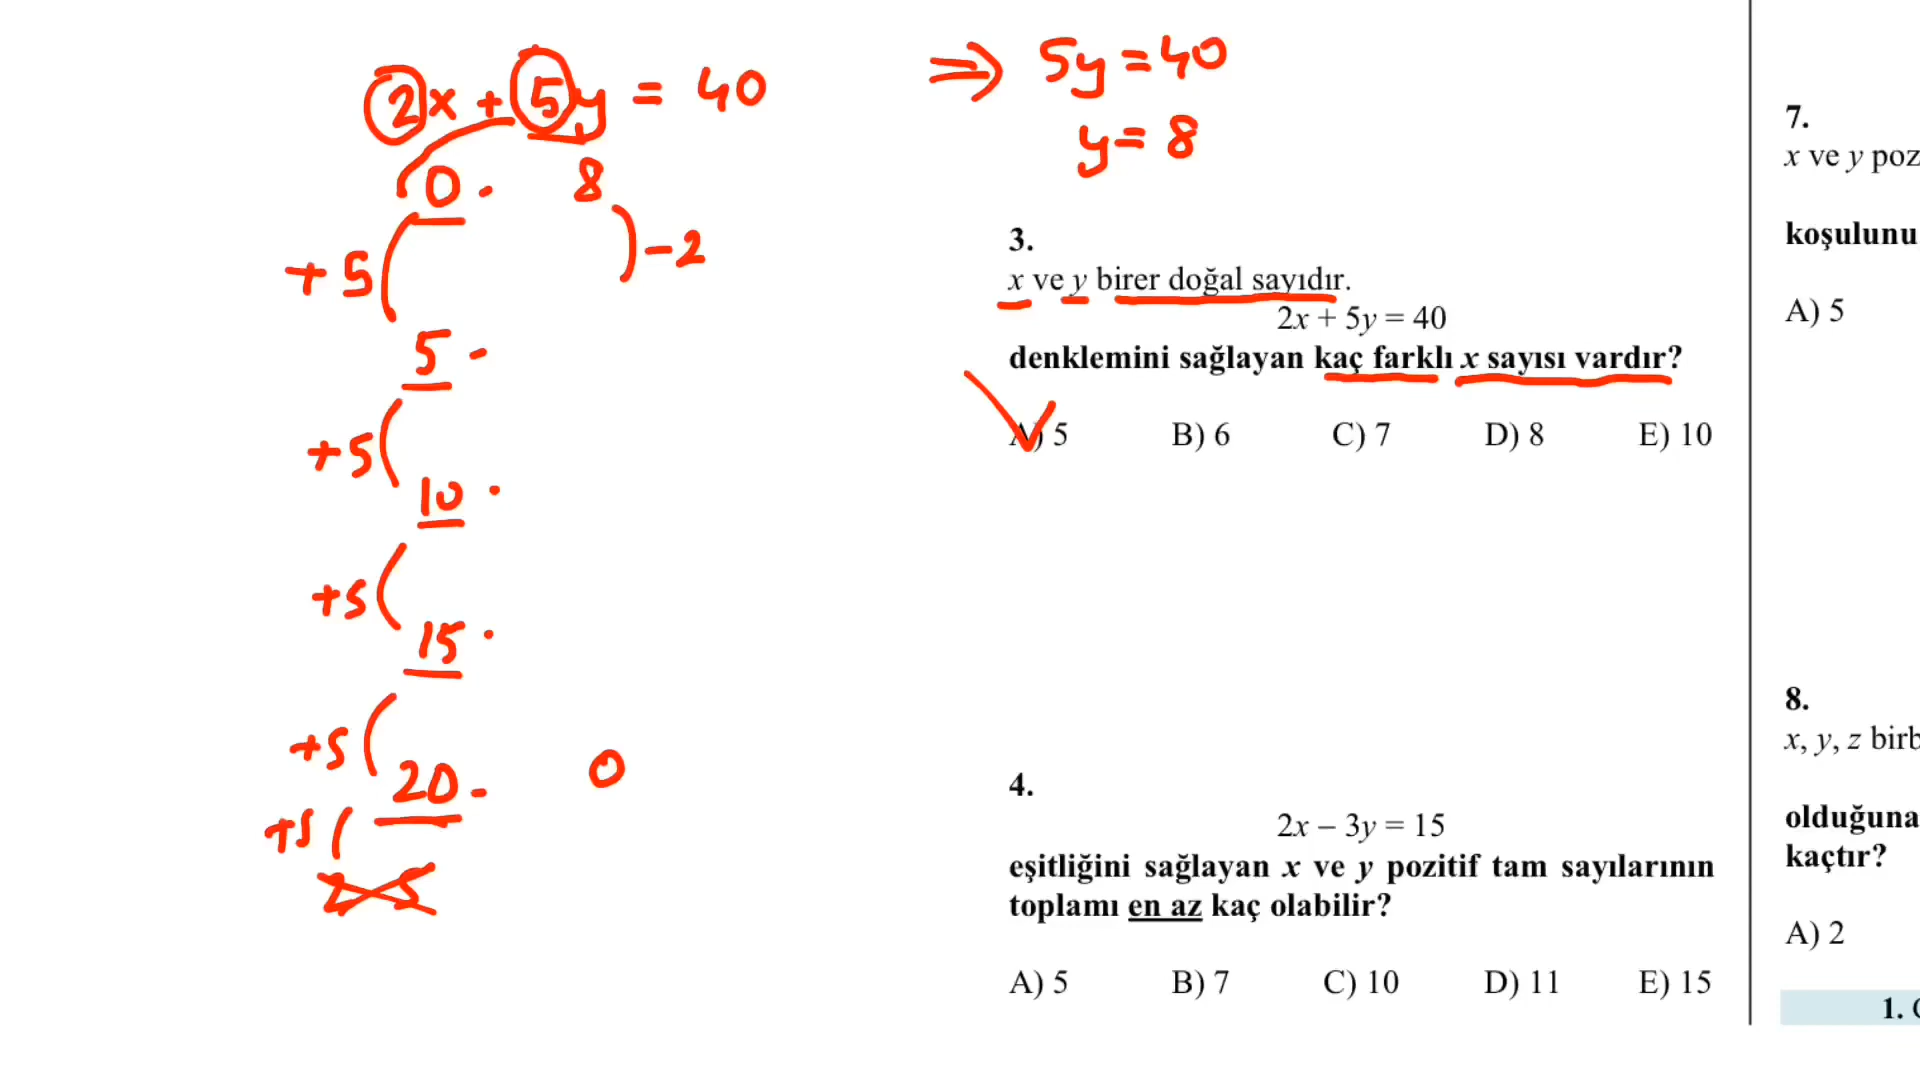 2x + 5y = 40
0. 8
+5 -2
5.
+5
10.
+5
15.
+5
20. 0
+5
25
⇒ 5y = 40
y = 8
3.
x ve y birer doğal sayıdır.
2x + 5y = 40
denklemini sağlayan kaç farklı x sayısı vardır?
A) 5 B) 6 C) 7 D) 8 E) 10
4.
2x – 3y = 15
eşitliğini sağlayan x ve y pozitif tam sayılarının
toplamı en az kaç olabilir?
A) 5 B) 7 C) 10 D) 11 E) 15
7.
x ve y poz
koşulunu
A) 5
8.
x, y, z birb
olduğuna
kaçtır?
A) 2
1.